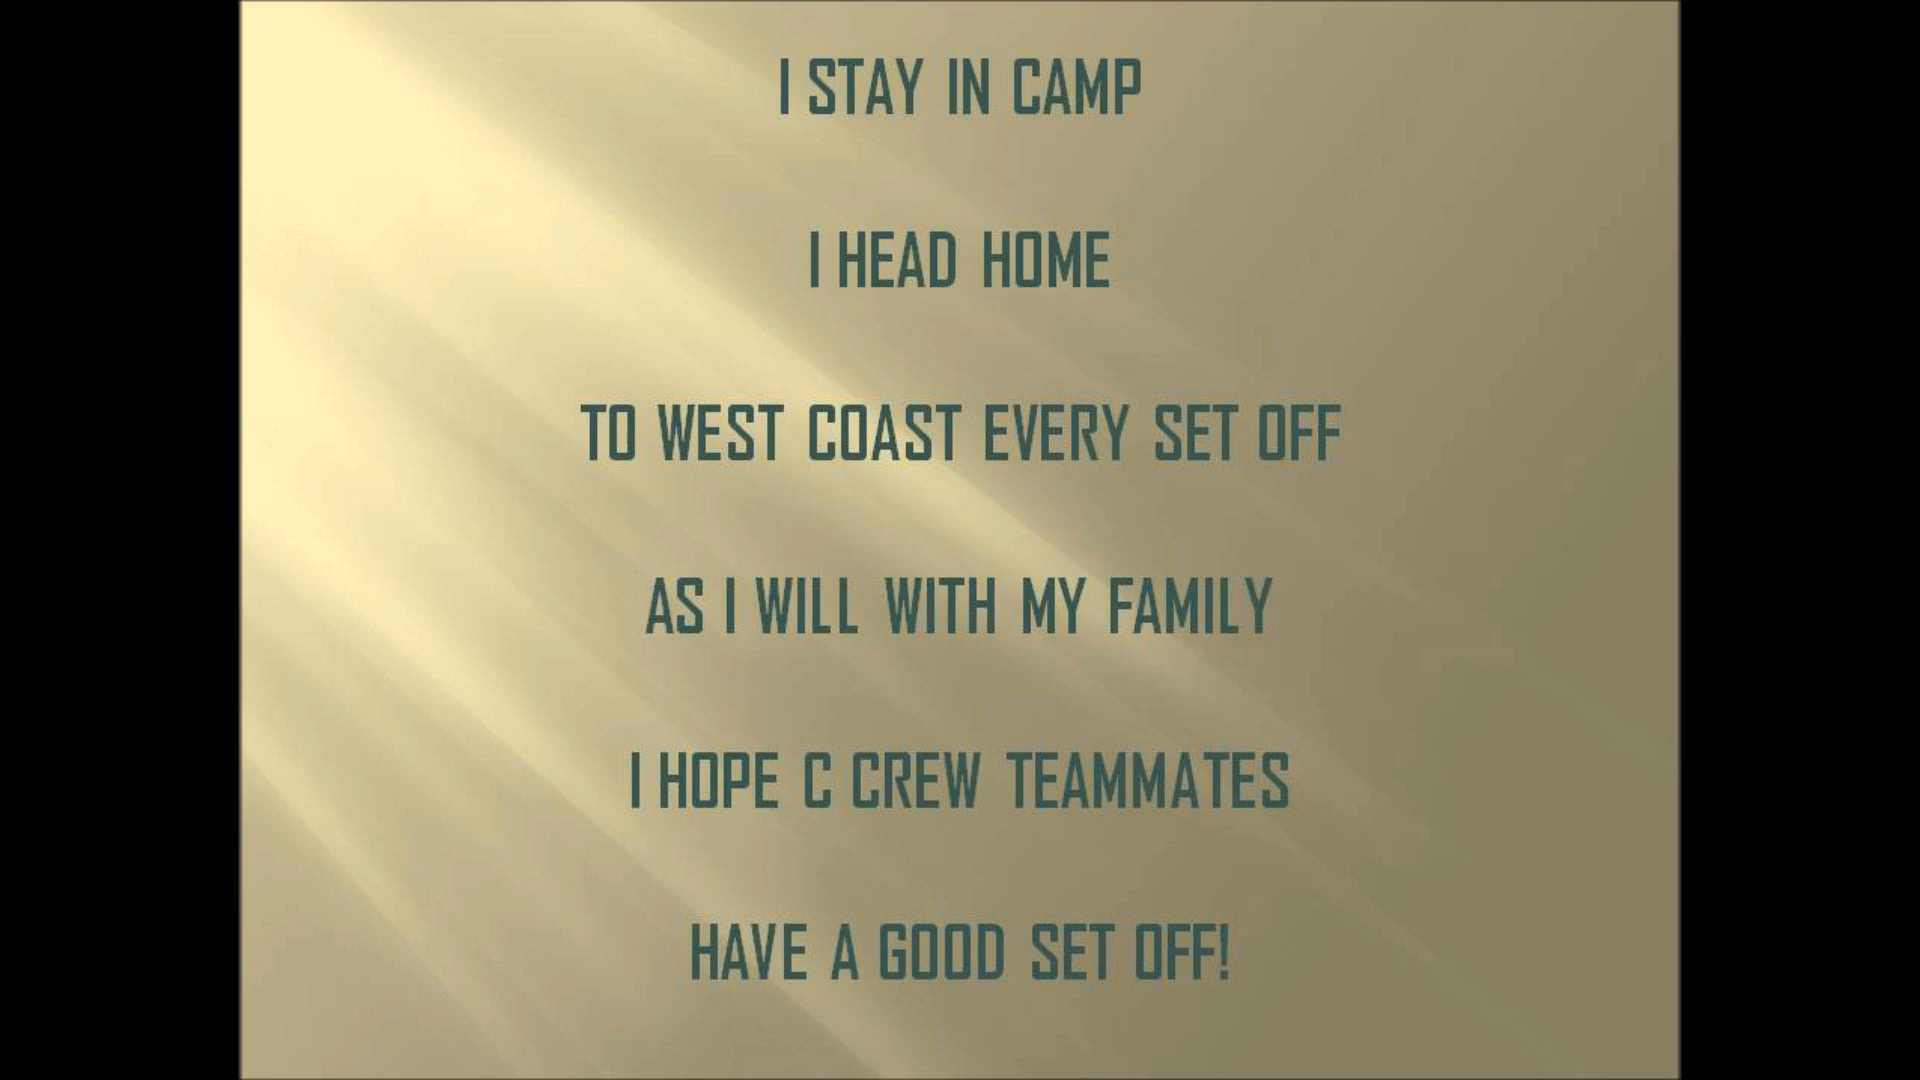 I STAY IN CAMP
I HEAD HOME
TO WEST COAST EVERY SET OFF
AS I WILL WITH MY FAMILY
I HOPE C CREW TEAMMATES
HAVE A GOOD SET OFF!